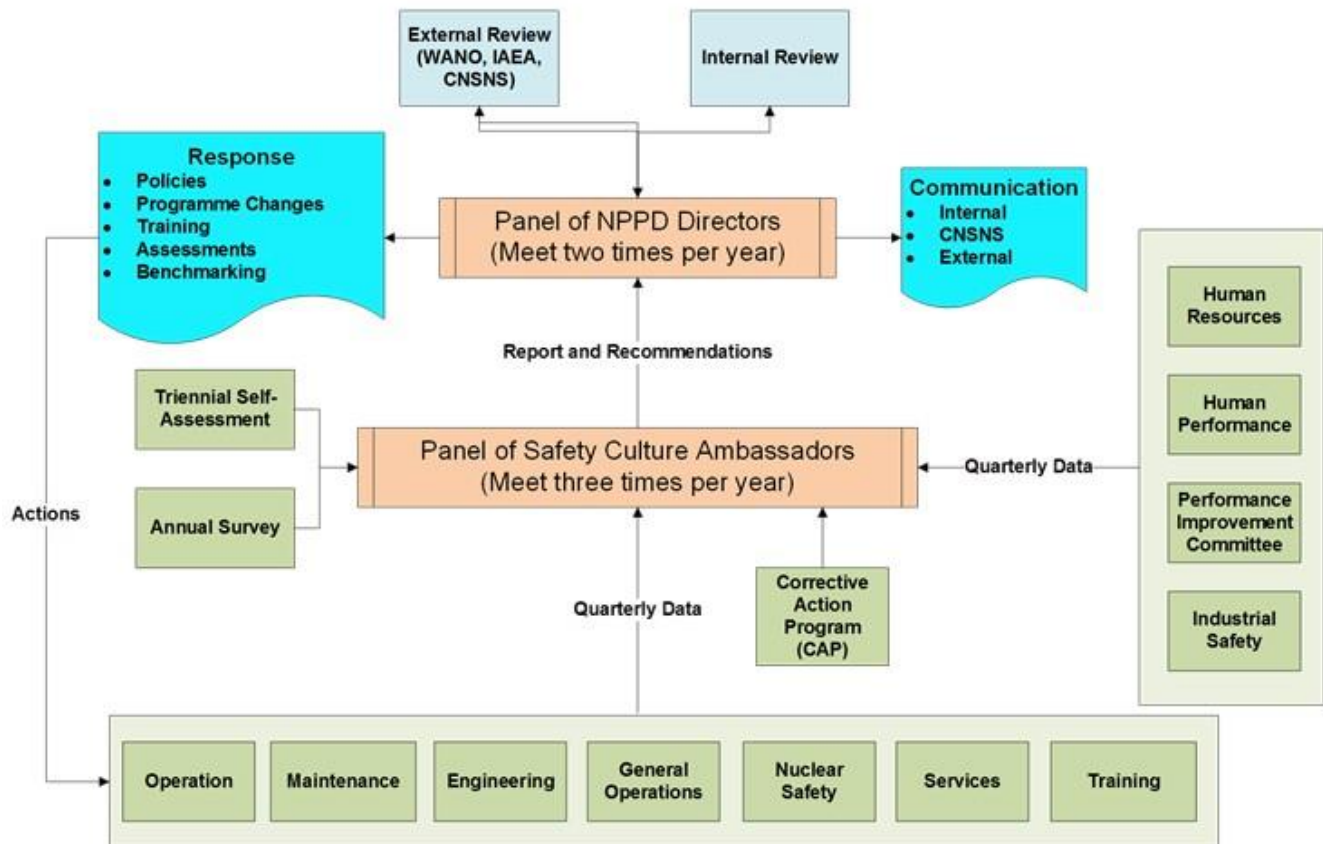 External Review
(WANO, IAEA,
CNSNS)
Internal Review
Response
• Policies
• Programme Changes
• Training
• Assessments
• Benchmarking
Panel of NPPD Directors
(Meet two times per year)
Communication
• Internal
• CNSNS
• External
Human
Resources
Report and Recommendations
Triennial Self-
Assessment
Human
Performance
Panel of Safety Culture Ambassadors
(Meet three times per year)
Quarterly Data
Actions
Annual Survey
Performance
Improvement
Committee
Corrective
Action
Program
(CAP)
Quarterly Data
Industrial
Safety
Operation
Maintenance
Engineering
General
Operations
Nuclear
Safety
Services
Training